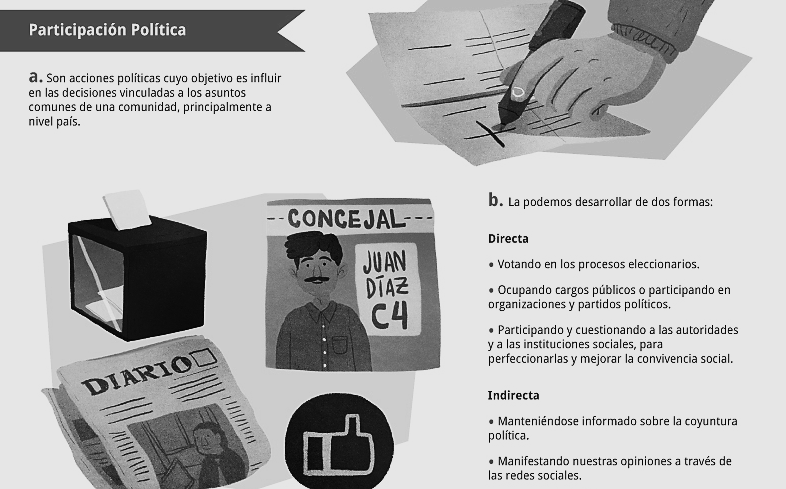 Participación Política
a. Son acciones políticas cuyo objetivo es influir
en las decisiones vinculadas a los asuntos
comunes de una comunidad, principalmente a
nivel país.
CONCEJAL
JUAN
DÍAZ
C4
DIARIO
b. La podemos desarrollar de dos formas:
Directa
• Votando en los procesos eleccionarios.
• Ocupando cargos públicos o participando en
organizaciones y partidos políticos.
• Participando y cuestionando a las autoridades
y a las instituciones sociales, para
perfeccionarlas y mejorar la convivencia social.
Indirecta
• Manteniéndose informado sobre la coyuntura
política.
• Manifestando nuestras opiniones a través de
las redes sociales.